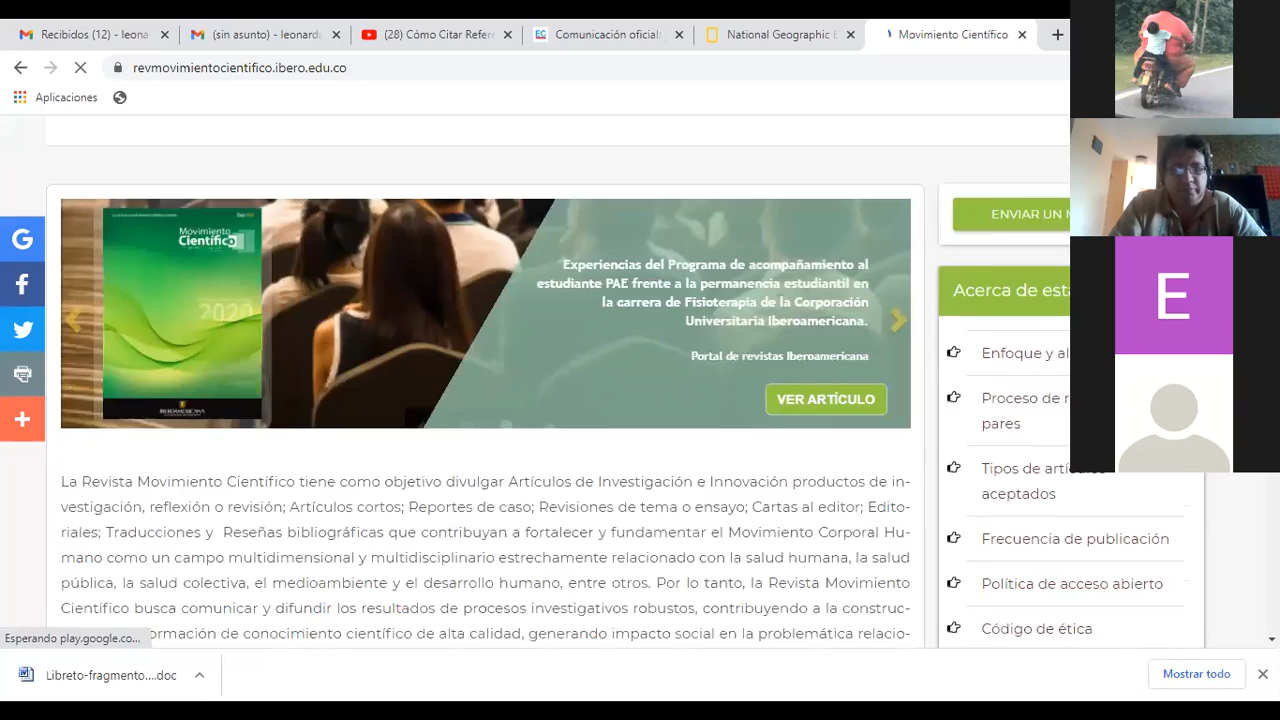 Recibidos (12) - leona
(sin asunto) - leonard
(28) Cómo Citar Refere
Comunicación oficial:
National Geographic E
Movimiento Científico
revmovimientocientifico.ibero.edu.co
Aplicaciones
Movimiento
Científico
2020
IBEROAMERICANA
Experiencias del Programa de acompañamiento al
estudiante PAE frente a la permanencia estudiantil en
la carrera de Fisioterapia de la Corporación
Universitaria Iberoamericana.
Portal de revistas Iberoamericana
VER ARTÍCULO
La Revista Movimiento Científico tiene como objetivo divulgar Artículos de Investigación e Innovación productos de in-
vestigación, reflexión o revisión; Artículos cortos; Reportes de caso; Revisiones de tema o ensayo; Cartas al editor; Edito-
riales; Traducciones y Reseñas bibliográficas que contribuyan a fortalecer y fundamentar el Movimiento Corporal Hu-
mano como un campo multidimensional y multidisciplinario estrechamente relacionado con la salud humana, la salud
pública, la salud colectiva, el medioambiente y el desarrollo humano, entre otros. Por lo tanto, la Revista Movimiento
Científico busca comunicar y difundir los resultados de procesos investigativos robustos, contribuyendo a la construc-
ormación de conocimiento científico de alta calidad, generando impacto social en la problemática relacio-
ENVIAR UN
Acerca de est
Enfoque y al
Proceso de
pares
Tipos de
aceptados
Frecuencia de publicación
Política de acceso abierto
Código de ética
E
Esperando play.google.co...
Libreto-fragmento....doc
Mostrar todo